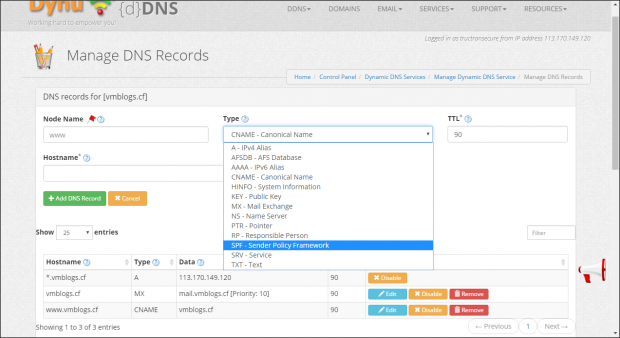 Dynu {d}DNS
Working hard to empower you!
DDNS DOMAINS EMAIL SERVICES SUPPORT RESOURCES
Logged in as tructransecure from IP address 113.170.149.120
Manage DNS Records
Home / Control Panel / Dynamic DNS Services / Manage Dynamic DNS Service / Manage DNS Records
DNS records for [vmblogs.cf]
Node Name Type TTL*
www CNAME - Canonical Name 90
A - IPv4 Alias
AFSDB - AFS Database
AAAA - IPv6 Alias
CNAME - Canonical Name
HINFO - System Information
KEY - Public Key
MX - Mail Exchange
NS - Name Server
PTR - Pointer
RP - Responsible Person
SPF - Sender Policy Framework
SRV - Service
TXT - Text
Hostname*
+ Add DNS Record Cancel
Show 25 entries Filter
Hostname Type Data
*.vmblogs.cf A 113.170.149.120 90 Disable
vmblogs.cf MX mail.vmblogs.cf [Priority: 10] 90 Edit Disable Remove
www.vmblogs.cf CNAME vmblogs.cf 90 Edit Disable Remove
Showing 1 to 3 of 3 entries ← Previous 1 Next →